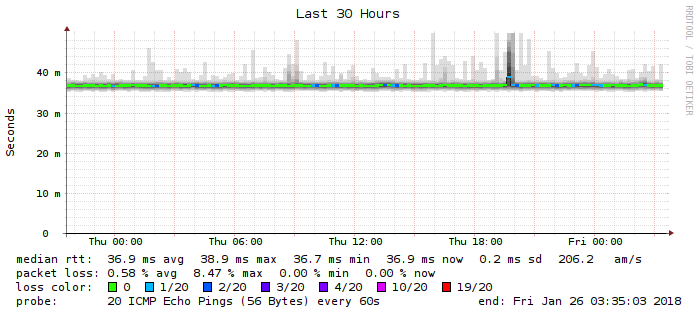 Last 30 Hours
RRDTOOL / TOBI OETIKER
Seconds
40 m
30 m
20 m
10 m
0
Thu 00:00 Thu 06:00 Thu 12:00 Thu 18:00 Fri 00:00
median rtt: 36.9 ms avg 38.9 ms max 36.7 ms min 36.9 ms now 0.2 ms sd 206.2 am/s
packet loss: 0.58 % avg 8.47 % max 0.00 % min 0.00 % now
loss color: 0 1/20 2/20 3/20 4/20 10/20 19/20
probe: 20 ICMP Echo Pings (56 Bytes) every 60s end: Fri Jan 26 03:35:03 2018